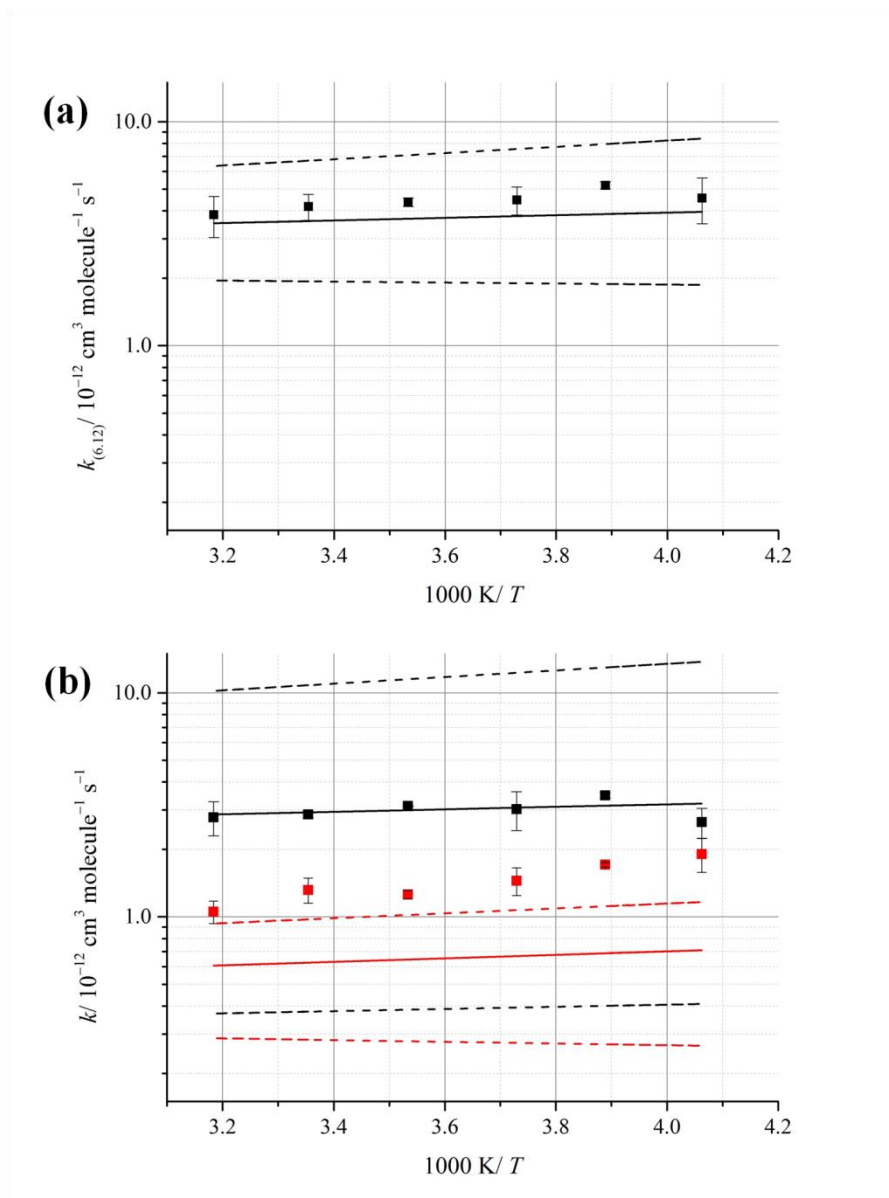 (a)
10.0
1.0
k(6.12)/ 10⁻¹² cm³ molecule⁻¹ s⁻¹
3.2 3.4 3.6 3.8 4.0 4.2
1000 K/ T
(b)
10.0
1.0
k/ 10⁻¹² cm³ molecule⁻¹ s⁻¹
3.2 3.4 3.6 3.8 4.0 4.2
1000 K/ T